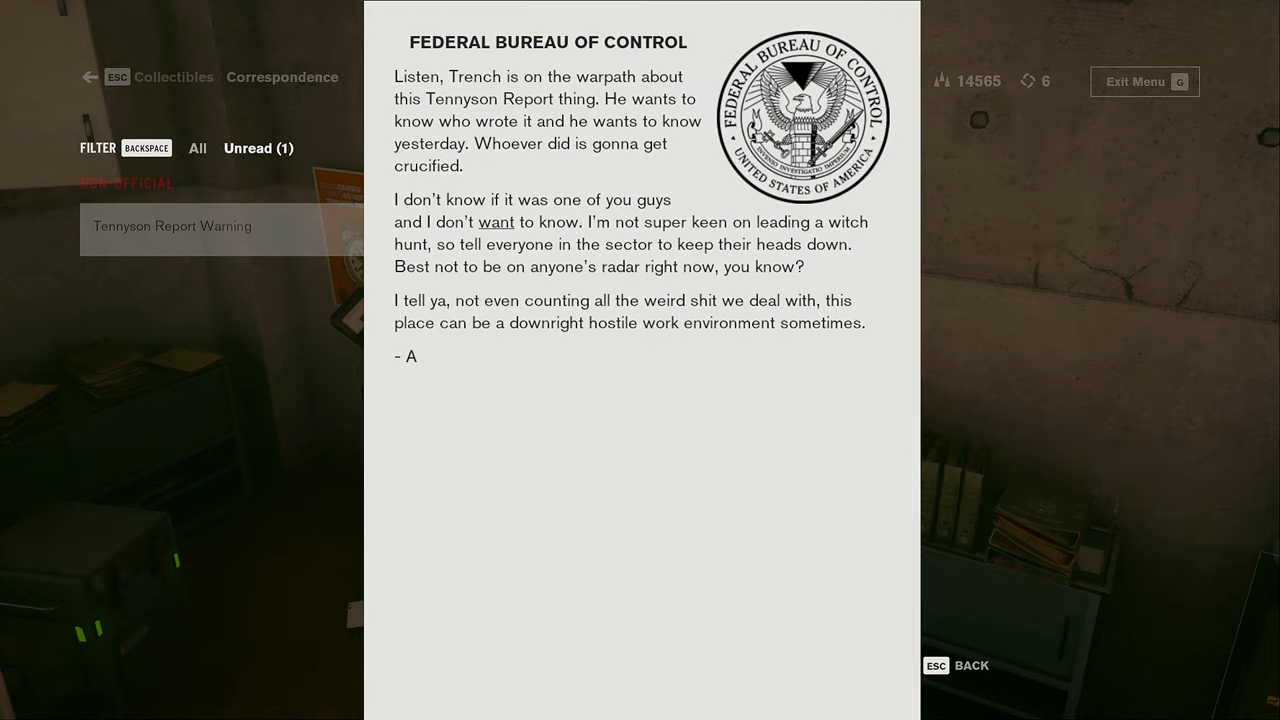 ESC Collectibles Correspondence
FILTER BACKSPACE All Unread (1)
NON-OFFICIAL
Tennyson Report Warning
FEDERAL BUREAU OF CONTROL
Listen, Trench is on the warpath about
this Tennyson Report thing. He wants to
know who wrote it and he wants to know
yesterday. Whoever did is gonna get
crucified.
I don’t know if it was one of you guys
and I don’t want to know. I’m not super keen on leading a witch
hunt, so tell everyone in the sector to keep their heads down.
Best not to be on anyone’s radar right now, you know?
I tell ya, not even counting all the weird shit we deal with, this
place can be a downright hostile work environment sometimes.
- A
FEDERAL BUREAU OF CONTROL
INVENIO INVESTIGATIO IMPERIUM
UNITED STATES OF AMERICA
14565 6
Exit Menu G
ESC BACK